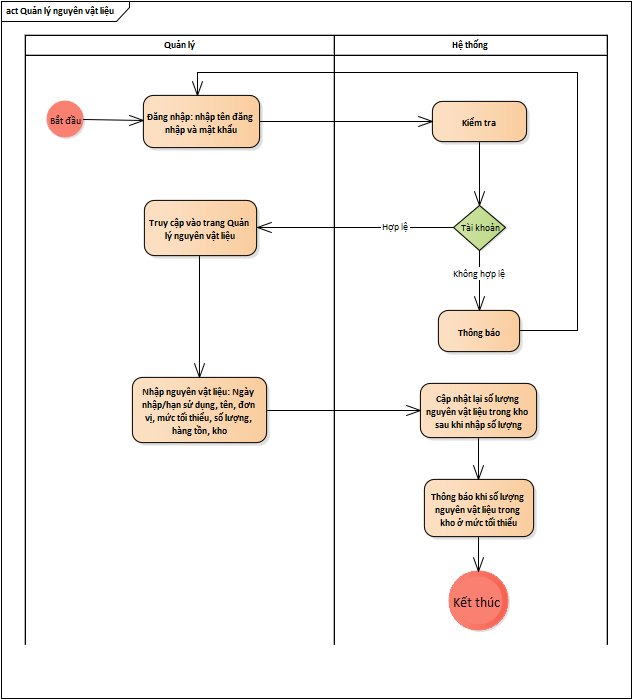 act Quản lý nguyên vật liệu
Quản lý
Hệ thống
Bắt đầu
Đăng nhập: nhập tên đăng
nhập và mật khẩu
Kiểm tra
Truy cập vào trang Quản
lý nguyên vật liệu
Hợp lệ
Tài khoản
Không hợp lệ
Thông báo
Nhập nguyên vật liệu: Ngày
nhập/hạn sử dụng, tên, đơn
vị, mức tối thiểu, số lượng,
hàng tồn, kho
Cập nhật lại số lượng
nguyên vật liệu trong kho
sau khi nhập số lượng
Thông báo khi số lượng
nguyên vật liệu trong
kho ở mức tối thiểu
Kết thúc